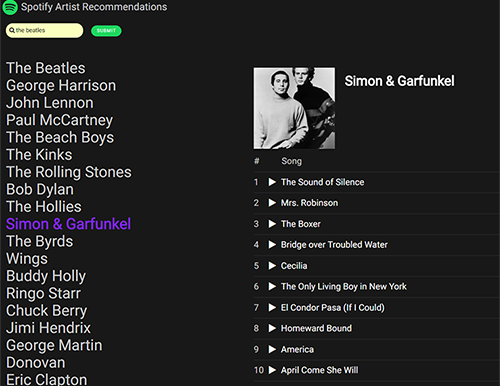 Spotify Artist Recommendations
the beatles
SUBMIT
The Beatles
George Harrison
John Lennon
Paul McCartney
The Beach Boys
The Kinks
The Rolling Stones
Bob Dylan
The Hollies
Simon & Garfunkel
The Byrds
Wings
Buddy Holly
Ringo Starr
Chuck Berry
Jimi Hendrix
George Martin
Donovan
Eric Clapton
Simon & Garfunkel
# Song
1 The Sound of Silence
2 Mrs. Robinson
3 The Boxer
4 Bridge over Troubled Water
5 Cecilia
6 The Only Living Boy in New York
7 El Condor Pasa (If I Could)
8 Homeward Bound
9 America
10 April Come She Will